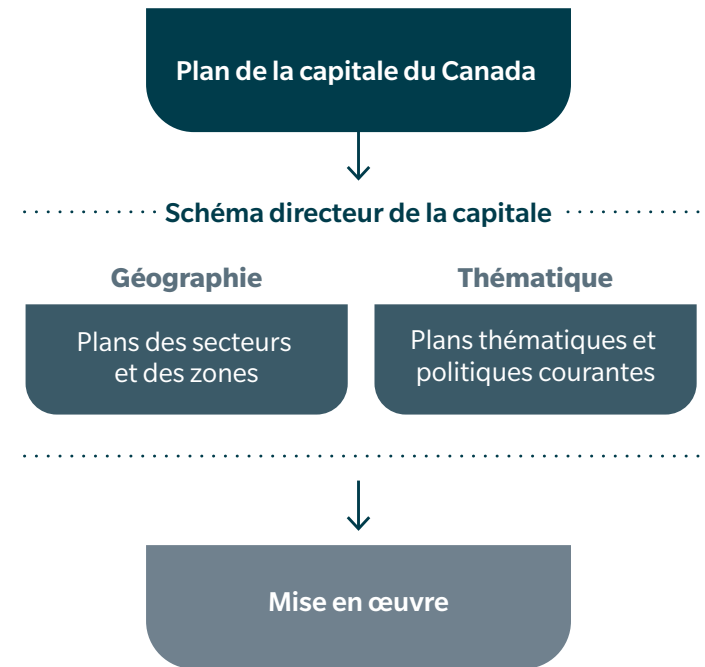 Plan de la capitale du Canada
Schéma directeur de la capitale
Géographie
Plans des secteurs
et des zones
Thématique
Plans thématiques et
politiques courantes
Mise en œuvre